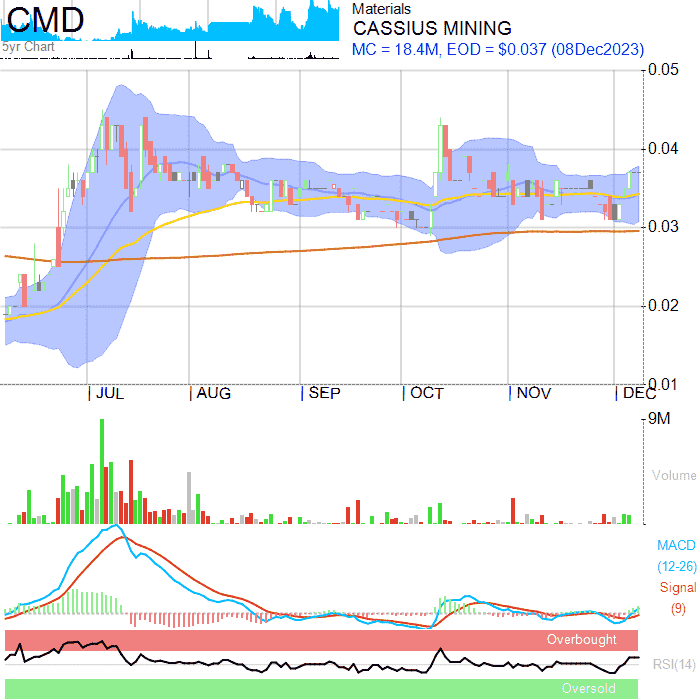 CMD
5yr Chart
Materials
CASSIUS MINING
MC = 18.4M, EOD = $0.037 (08Dec2023)
0.05
0.04
0.03
0.02
0.01
JUL AUG SEP OCT NOV DEC
9M
Volume
MACD
(12-26)
Signal
(9)
Overbought
RSI(14)
Oversold